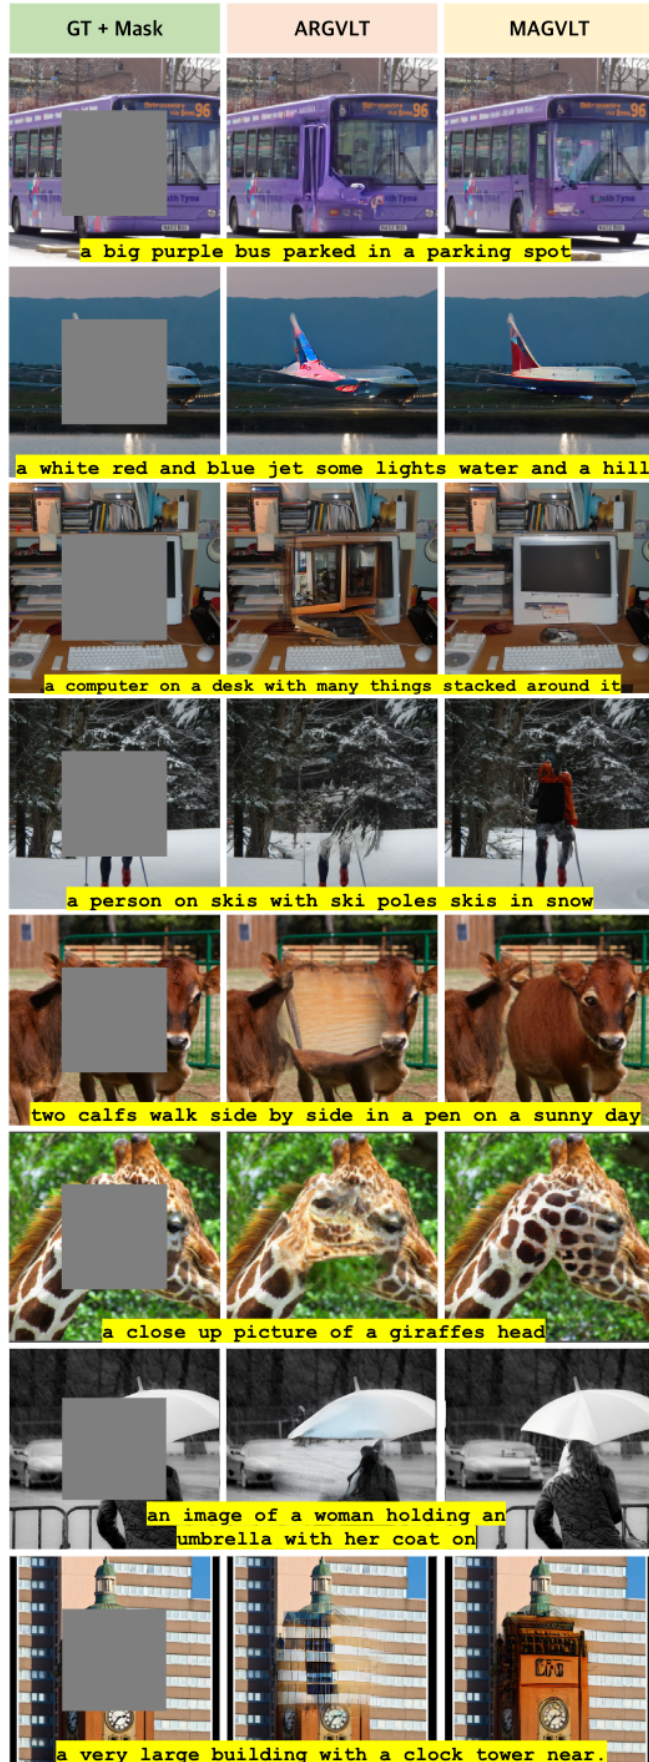 GT + Mask ARGVLT MAGVLT
96 96 96
a big purple bus parked in a parking spot
a white red and blue jet some lights water and a hill
a computer on a desk with many things stacked around it
a person on skis with ski poles skis in snow
two calfs walk side by side in a pen on a sunny day
a close up picture of a giraffes head
an image of a woman holding an
umbrella with her coat on
a very large building with a clock tower near.